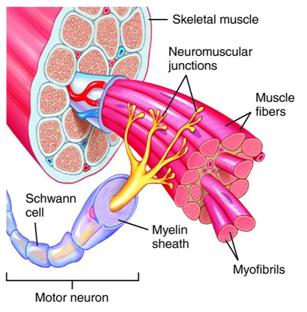 Skeletal muscle
Neuromuscular
junctions
Muscle
fibers
Schwann
cell
Myelin
sheath
Myofibrils
Motor neuron